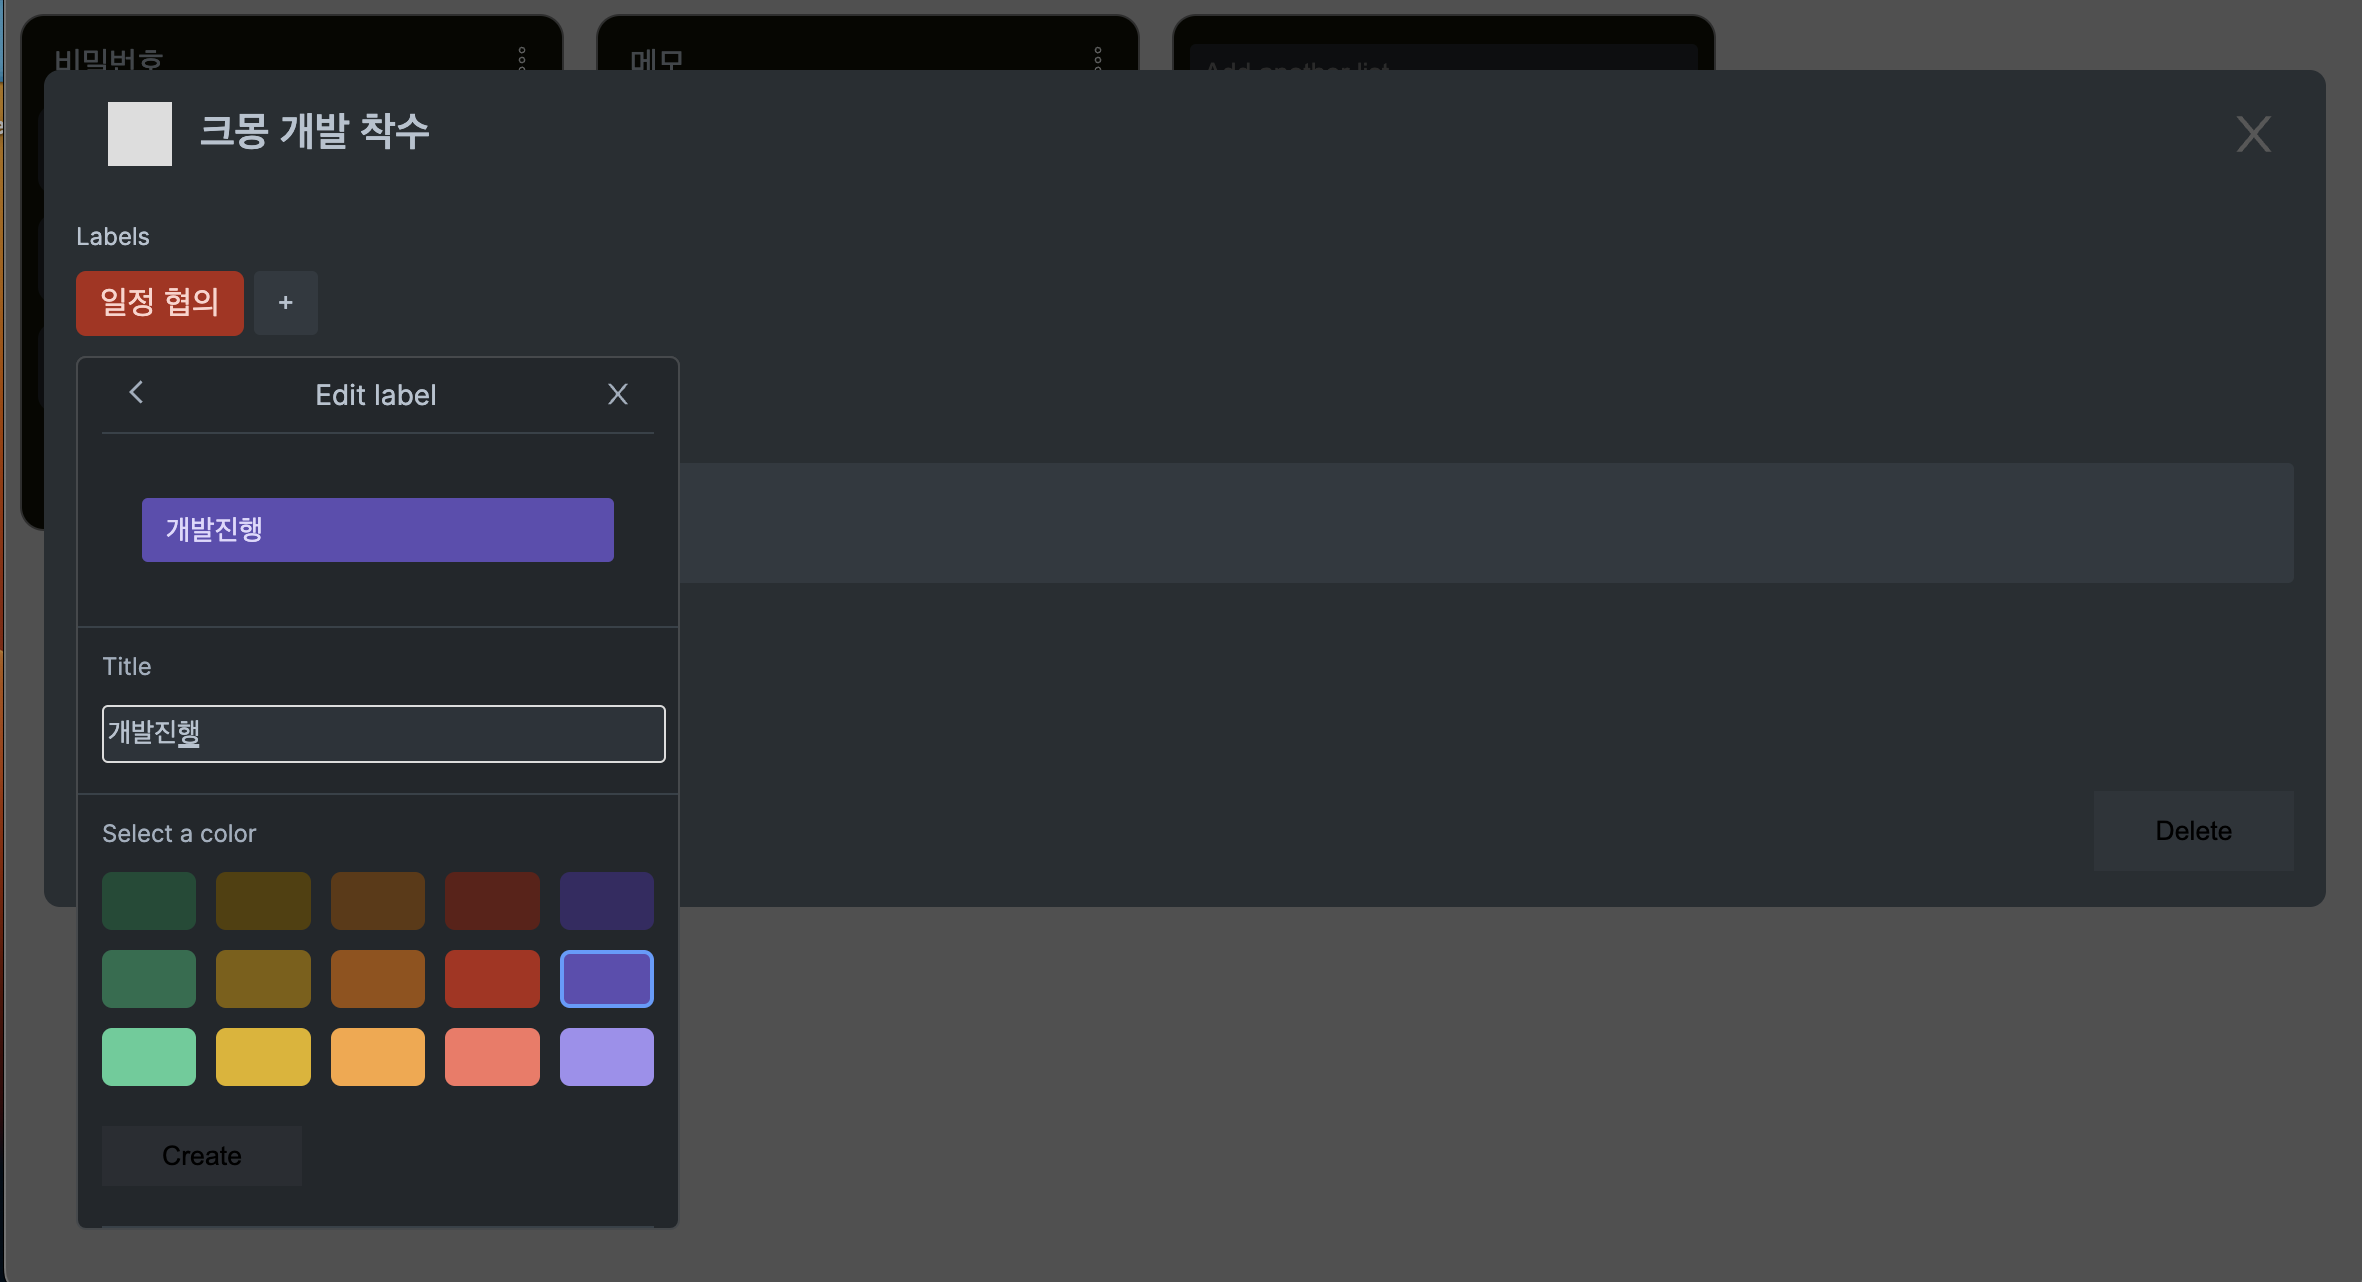 비밀번호
메모
Add another list
크몽 개발 착수
X
Labels
일정 협의
+
Edit label
X
개발진행
Title
개발진행
Select a color
Create
Delete